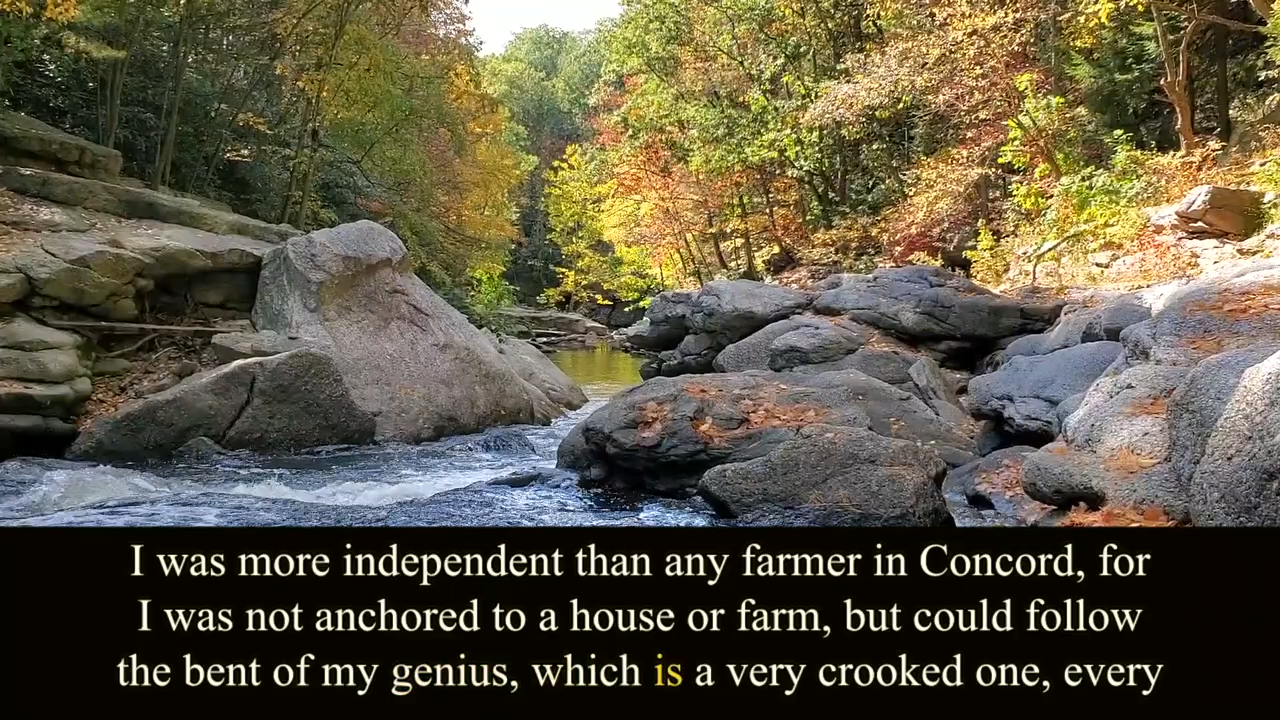 I was more independent than any farmer in Concord, for
I was not anchored to a house or farm, but could follow
the bent of my genius, which is a very crooked one, every